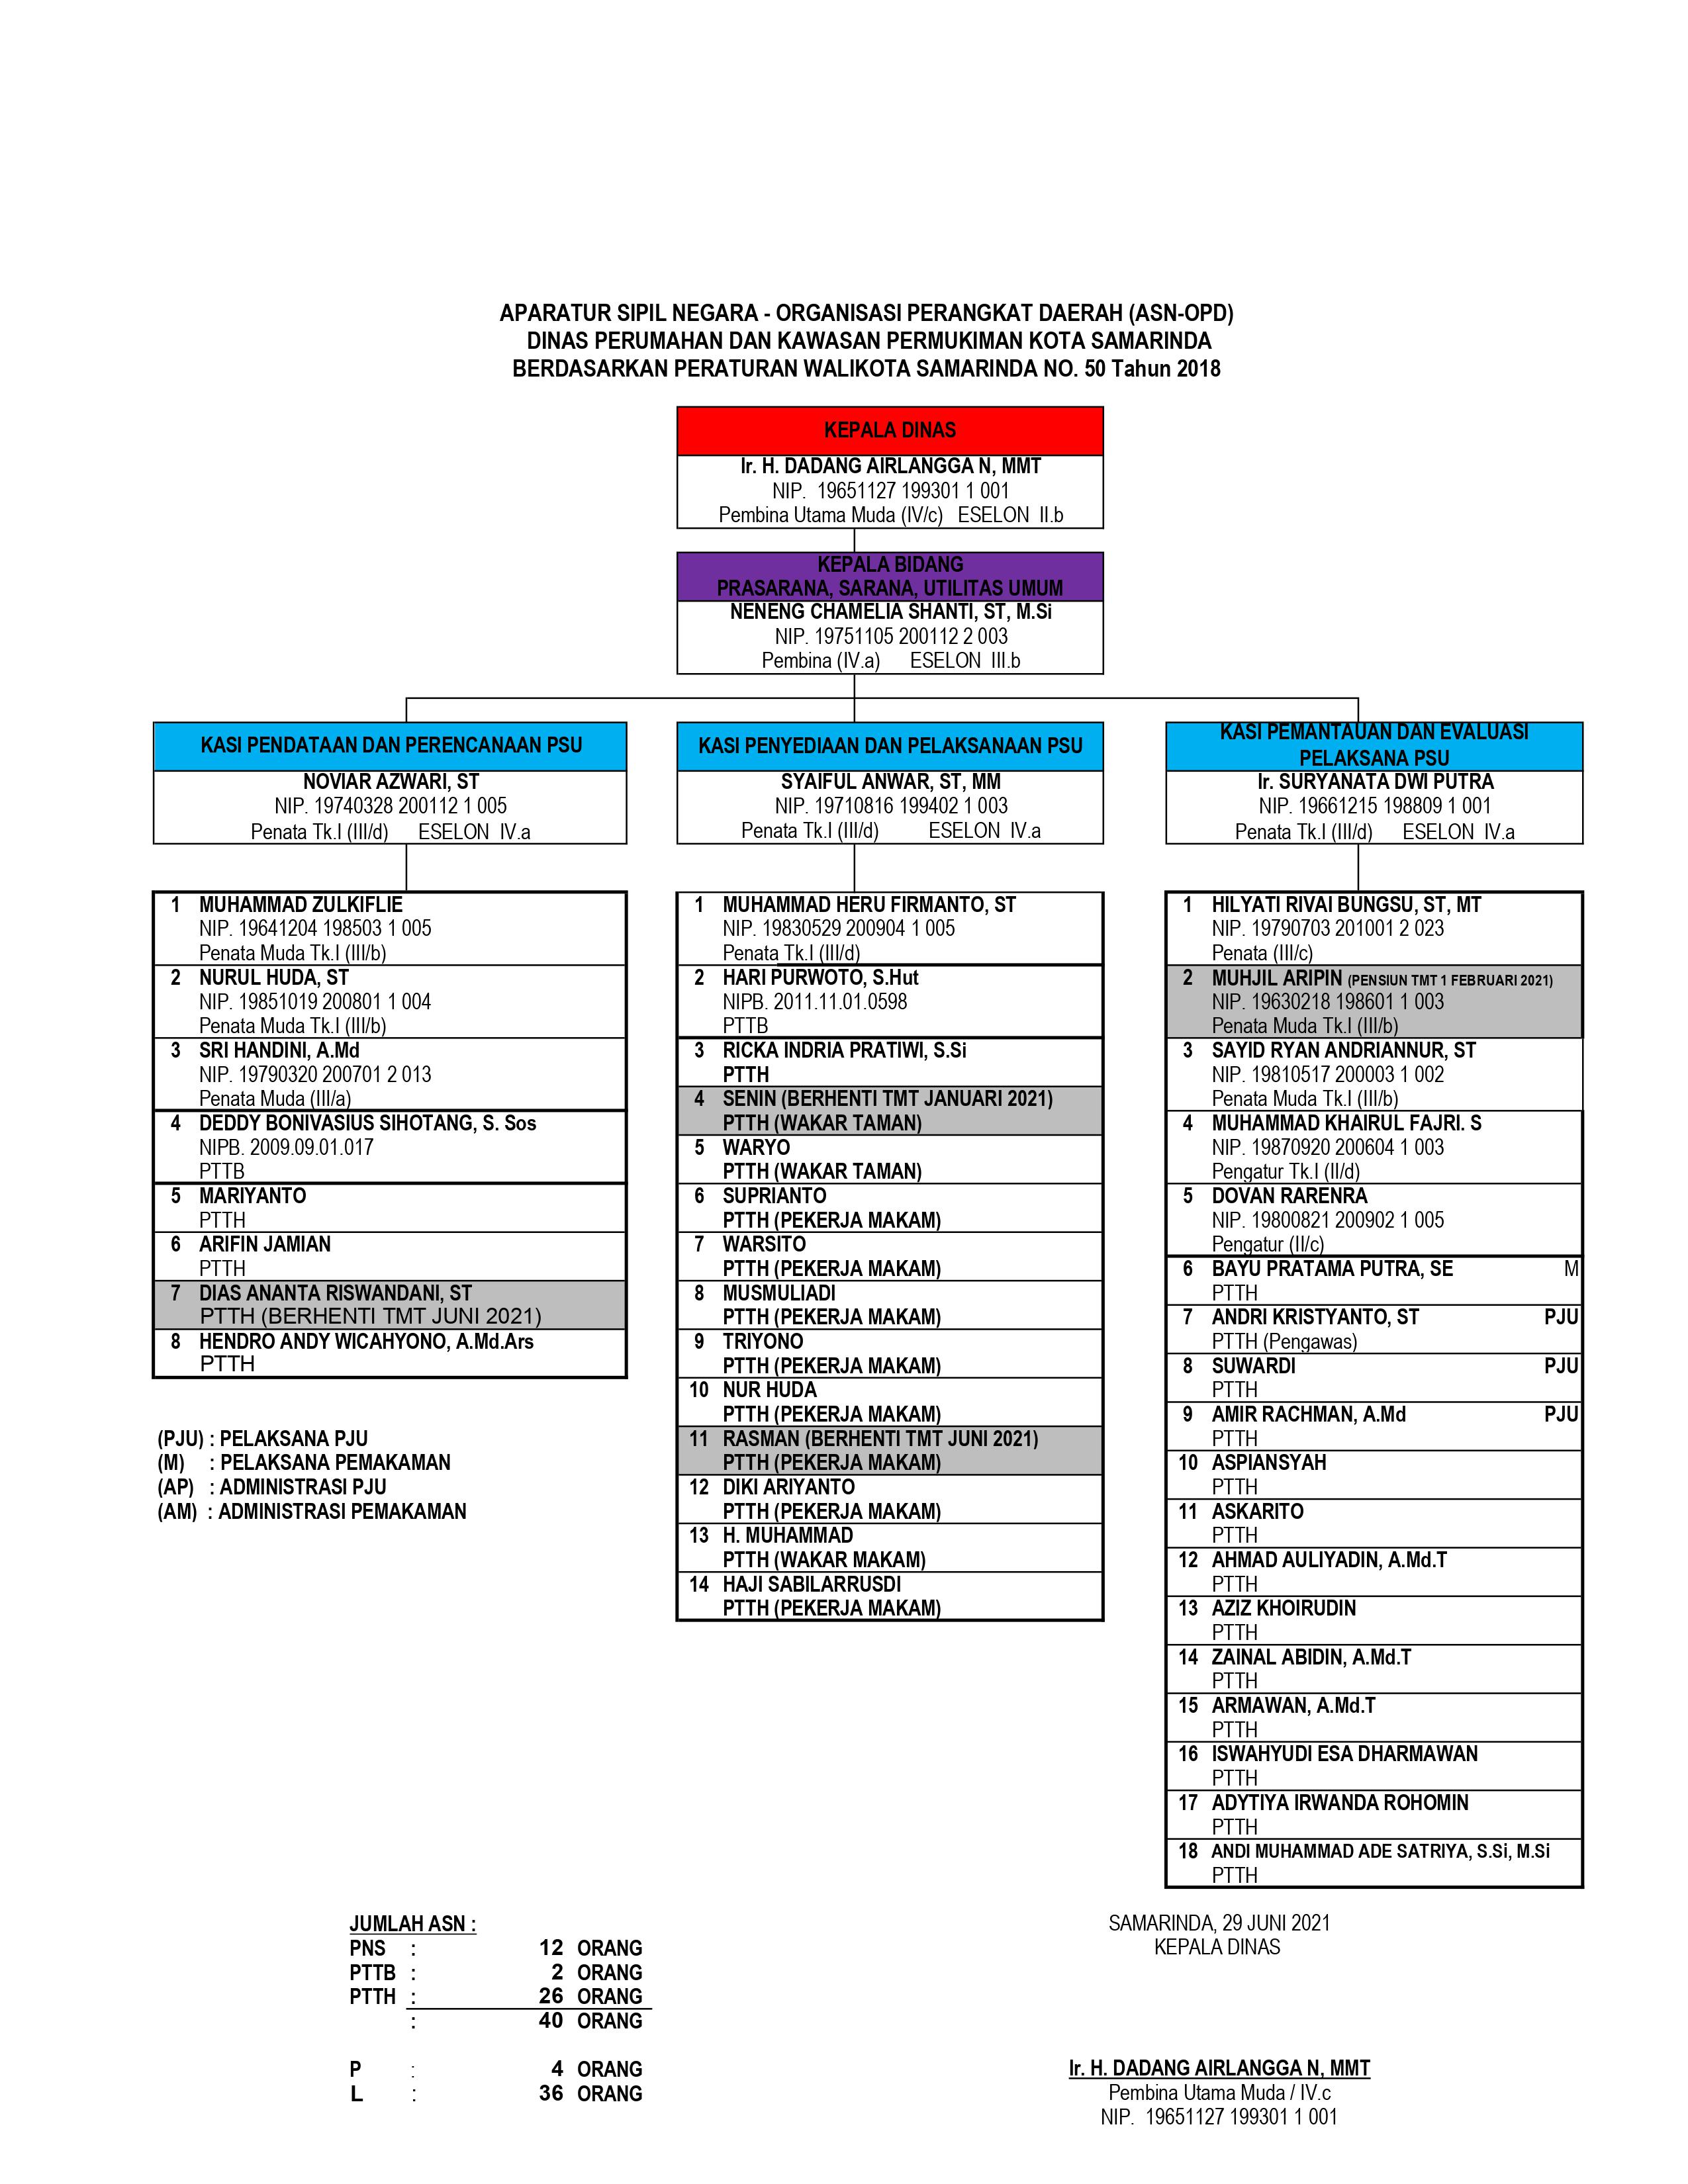 APARATUR SIPIL NEGARA - ORGANISASI PERANGKAT DAERAH (ASN-OPD)
DINAS PERUMAHAN DAN KAWASAN PERMUKIMAN KOTA SAMARINDA
BERDASARKAN PERATURAN WALIKOTA SAMARINDA NO. 50 Tahun 2018
KEPALA DINAS
Ir. H. DADANG AIRLANGGA N, MMT
NIP. 19651127 199301 1 001
Pembina Utama Muda (IV/c) ESELON II.b
KEPALA BIDANG
PRASARANA, SARANA, UTILITAS UMUM
NENENG CHAMELIA SHANTI, ST, M.Si
NIP. 19751105 200112 2 003
Pembina (IV.a) ESELON III.b
KASI PENDATAAN DAN PERENCANAAN PSU
NOVIAR AZWARI, ST
NIP. 19740328 200112 1 005
Penata Tk.I (III/d) ESELON IV.a
1 MUHAMMAD ZULKIFLIE
NIP. 19641204 198503 1 005
Penata Muda Tk.I (III/b)
2 NURUL HUDA, ST
NIP. 19851019 200801 1 004
Penata Muda Tk.I (III/b)
3 SRI HANDINI, A.Md
NIP. 19790320 200701 2 013
Penata Muda (III/a)
4 DEDDY BONIVASIUS SIHOTANG, S. Sos
NIPB. 2009.09.01.017
PTTB
5 MARIYANTO
PTTH
6 ARIFIN JAMIAN
PTTH
7 DIAS ANANTA RISWANDANI, ST
PTTH (BERHENTI TMT JUNI 2021)
8 HENDRO ANDY WICAHYONO, A.Md.Ars
PTTH
(PJU) : PELAKSANA PJU
(M) : PELAKSANA PEMAKAMAN
(AP) : ADMINISTRASI PJU
(AM) : ADMINISTRASI PEMAKAMAN
KASI PENYEDIAAN DAN PELAKSANAAN PSU
SYAIFUL ANWAR, ST, MM
NIP. 19710816 199402 1 003
Penata Tk.I (III/d) ESELON IV.a
1 MUHAMMAD HERU FIRMANTO, ST
NIP. 19830529 200904 1 005
Penata Tk.I (III/d)
2 HARI PURWOTO, S.Hut
NIPB. 2011.11.01.0598
PTTB
3 RICKA INDRIA PRATIWI, S.Si
PTTH
4 SENIN (BERHENTI TMT JANUARI 2021)
PTTH (WAKAR TAMAN)
5 WARYO
PTTH (WAKAR TAMAN)
6 SUPRIANTO
PTTH (PEKERJA MAKAM)
7 WARSITO
PTTH (PEKERJA MAKAM)
8 MUSMULIADI
PTTH (PEKERJA MAKAM)
9 TRIYONO
PTTH (PEKERJA MAKAM)
10 NUR HUDA
PTTH (PEKERJA MAKAM)
11 RASMAN (BERHENTI TMT JUNI 2021)
PTTH (PEKERJA MAKAM)
12 DIKI ARIYANTO
PTTH (PEKERJA MAKAM)
13 H. MUHAMMAD
PTTH (WAKAR MAKAM)
14 HAJI SABILARRUSDI
PTTH (PEKERJA MAKAM)
KASI PEMANTAUAN DAN EVALUASI
PELAKSANA PSU
Ir. SURYANATA DWI PUTRA
NIP. 19661215 198809 1 001
Penata Tk.I (III/d) ESELON IV.a
1 HILYATI RIVAI BUNGSU, ST, MT
NIP. 19790703 201001 2 023
Penata (III/c)
2 MUHJIL ARIPIN (PENSIUN TMT 1 FEBRUARI 2021)
NIP. 19630218 198601 1 003
Penata Muda Tk.I (III/b)
3 SAYID RYAN ANDRIANNUR, ST
NIP. 19810517 200003 1 002
Penata Muda Tk.I (III/b)
4 MUHAMMAD KHAIRUL FAJRI. S
NIP. 19870920 200604 1 003
Pengatur Tk.I (II/d)
5 DOVAN RARENRA
NIP. 19800821 200902 1 005
Pengatur (II/c)
6 BAYU PRATAMA PUTRA, SE M
PTTH
7 ANDRI KRISTYANTO, ST PJU
PTTH (Pengawas)
8 SUWARDI PJU
PTTH
9 AMIR RACHMAN, A.Md PJU
PTTH
10 ASPIANSYAH
PTTH
11 ASKARITO
PTTH
12 AHMAD AULIYADIN, A.Md.T
PTTH
13 AZIZ KHOIRUDIN
PTTH
14 ZAINAL ABIDIN, A.Md.T
PTTH
15 ARMAWAN, A.Md.T
PTTH
16 ISWAHYUDI ESA DHARMAWAN
PTTH
17 ADYTIYA IRWANDA ROHOMIN
PTTH
18 ANDI MUHAMMAD ADE SATRIYA, S.Si, M.Si
PTTH
JUMLAH ASN :
PNS : 12 ORANG
PTTB : 2 ORANG
PTTH : 26 ORANG
: 40 ORANG
P : 4 ORANG
L : 36 ORANG
SAMARINDA, 29 JUNI 2021
KEPALA DINAS
Ir. H. DADANG AIRLANGGA N, MMT
Pembina Utama Muda / IV.c
NIP. 19651127 199301 1 001